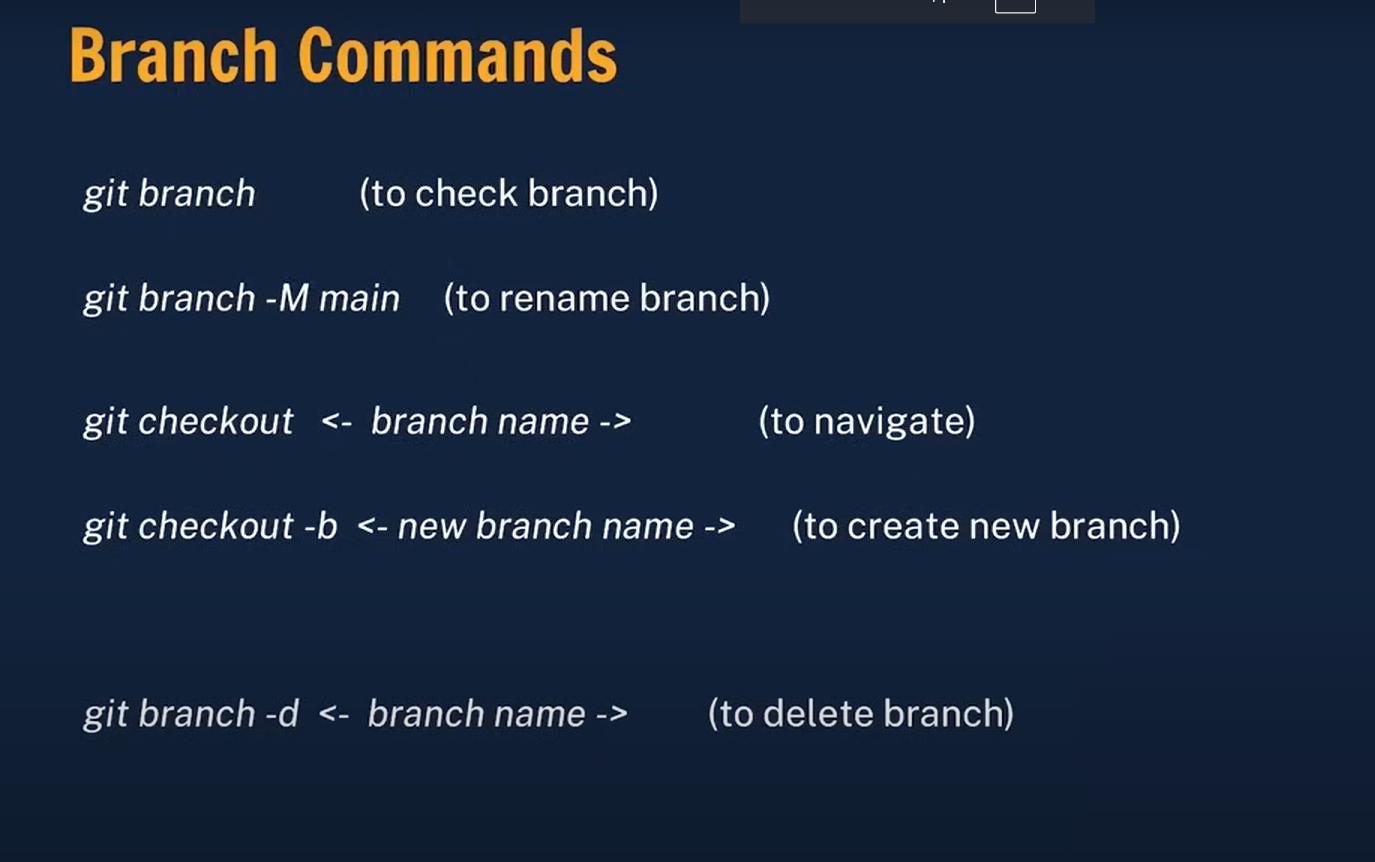 Branch Commands
git branch (to check branch)
git branch -M main (to rename branch)
git checkout <- branch name -> (to navigate)
git checkout -b <- new branch name -> (to create new branch)
git branch -d <- branch name -> (to delete branch)